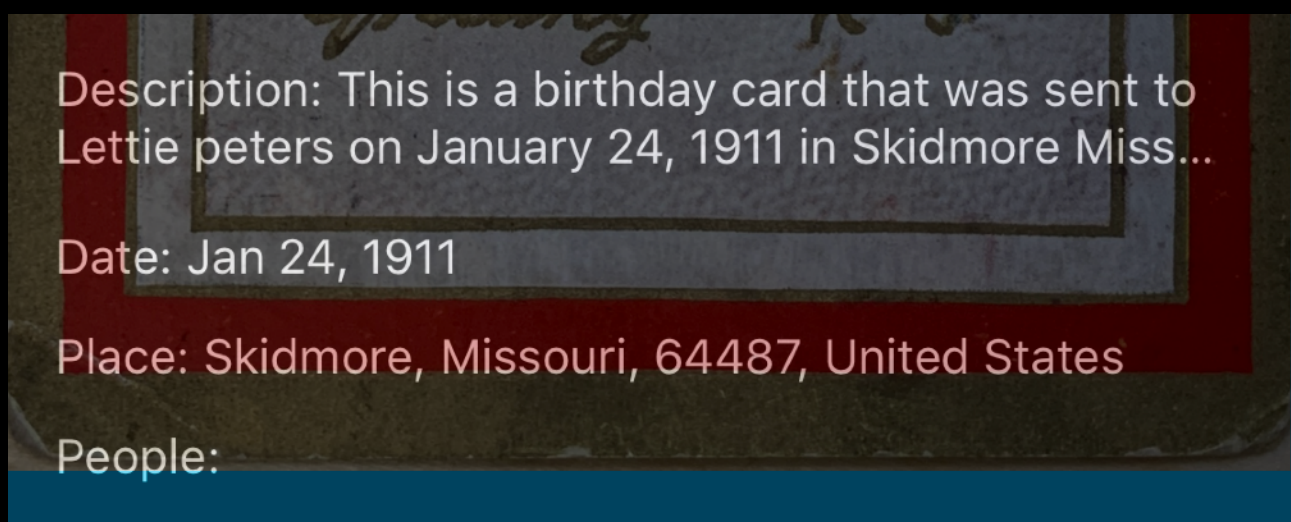 Description: This is a birthday card that was sent to
Lettie peters on January 24, 1911 in Skidmore Miss...
Date: Jan 24, 1911
Place: Skidmore, Missouri, 64487, United States
People: